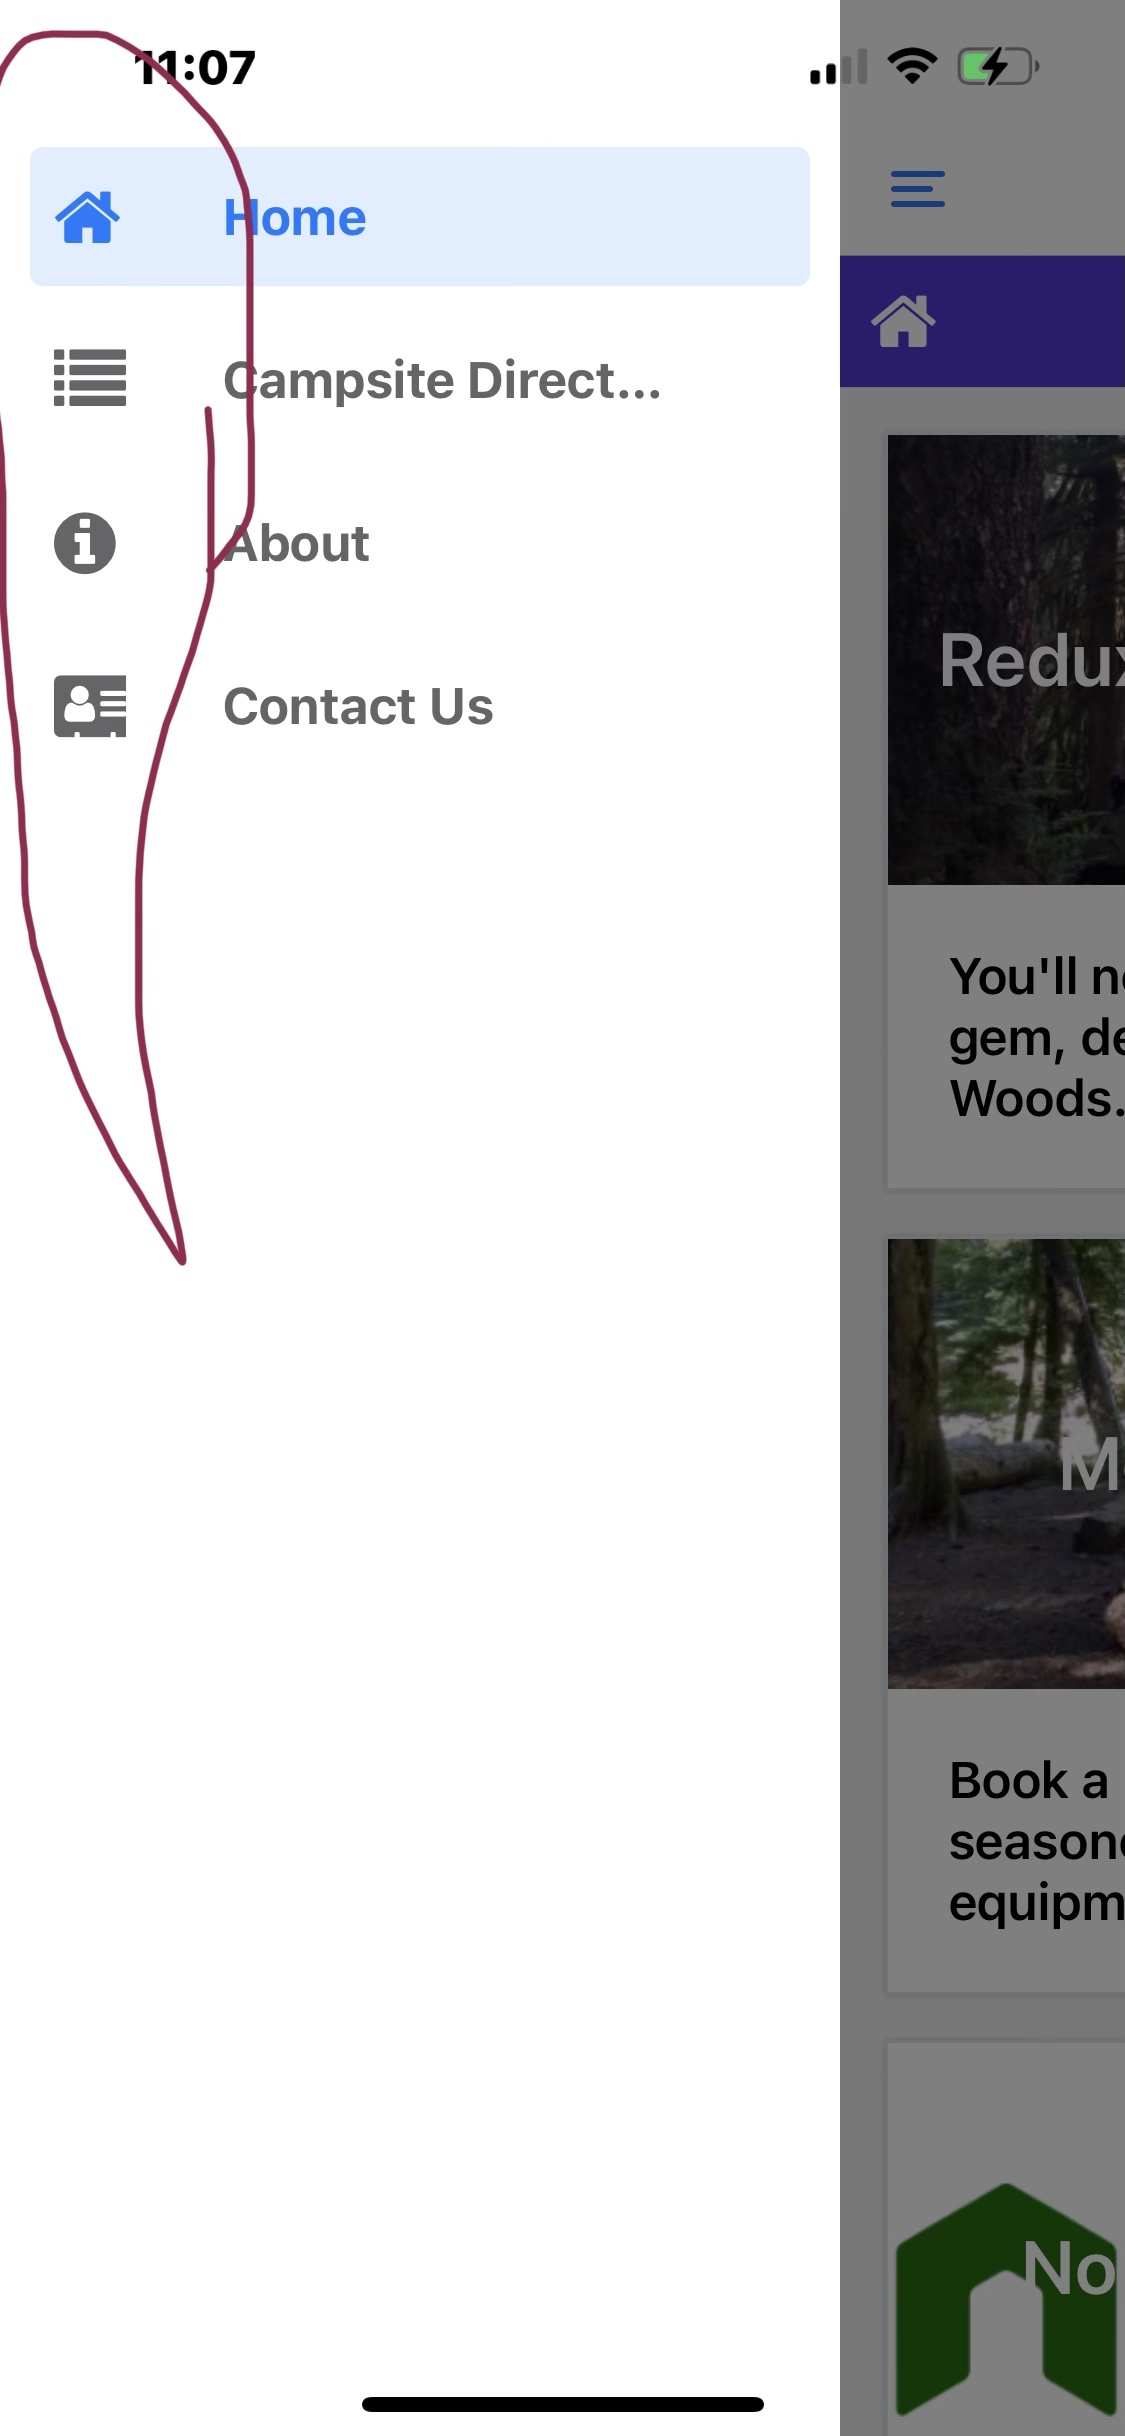 11:07
Home
Campsite Direct...
About
Contact Us
Redux
You'll n
gem, de
Woods.
M
Book a
season
equipm
No